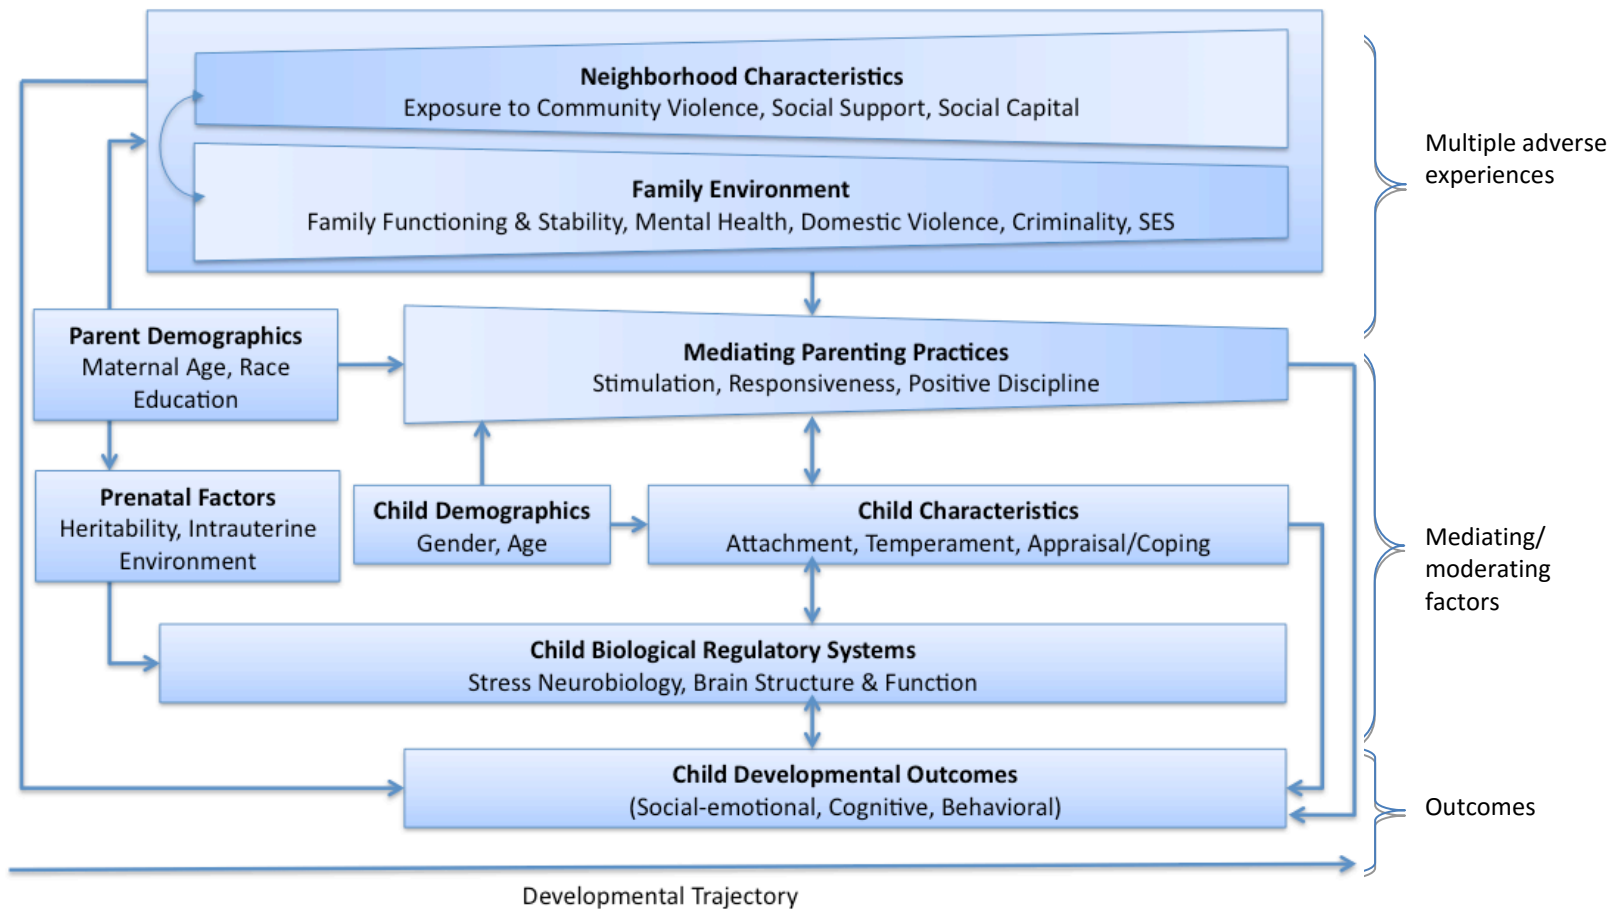 Neighborhood Characteristics
Exposure to Community Violence, Social Support, Social Capital
Family Environment
Family Functioning & Stability, Mental Health, Domestic Violence, Criminality, SES
Multiple adverse
experiences
Parent Demographics
Maternal Age, Race
Education
Mediating Parenting Practices
Stimulation, Responsiveness, Positive Discipline
Prenatal Factors
Heritability, Intrauterine
Environment
Child Demographics
Gender, Age
Child Characteristics
Attachment, Temperament, Appraisal/Coping
Mediating/
moderating
factors
Child Biological Regulatory Systems
Stress Neurobiology, Brain Structure & Function
Child Developmental Outcomes
(Social-emotional, Cognitive, Behavioral)
Outcomes
Developmental Trajectory